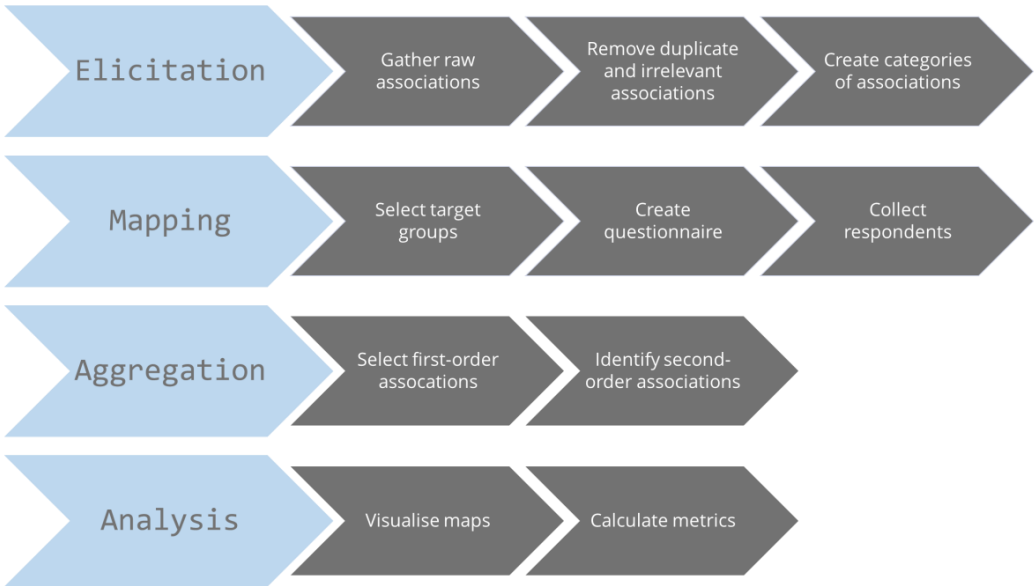 Elicitation
Gather raw
associations
Remove duplicate
and irrelevant
associations
Create categories
of associations
Mapping
Select target
groups
Create
questionnaire
Collect
respondents
Aggregation
Select first-order
assocations
Identify second-
order associations
Analysis
Visualise maps
Calculate metrics